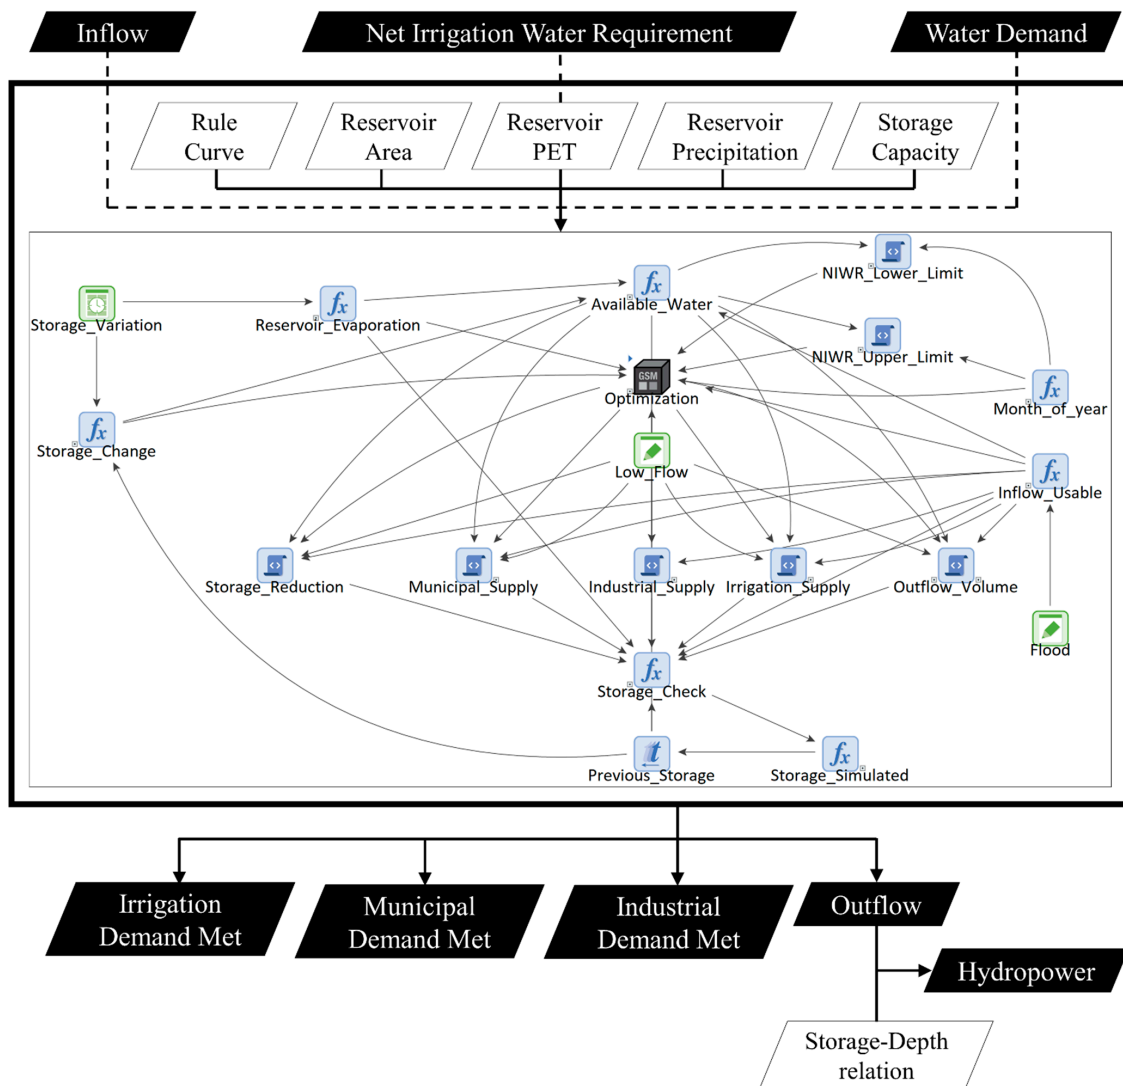 Inflow
Net Irrigation Water Requirement
Water Demand
Rule
Curve
Reservoir
Area
Reservoir
PET
Reservoir
Precipitation
Storage
Capacity
NIWR_Lower_Limit
Storage_Variation
Reservoir_Evaporation
Available_Water
NIWR_Upper_Limit
GSM
Optimization
Month_of_year
Storage_Change
Low_Flow
Inflow_Usable
Storage_Reduction
Municipal_Supply
Industrial_Supply
Irrigation_Supply
Outflow_Volume
Flood
Storage_Check
Previous_Storage
Storage_Simulated
Irrigation
Demand Met
Municipal
Demand Met
Industrial
Demand Met
Outflow
Hydropower
Storage-Depth
relation